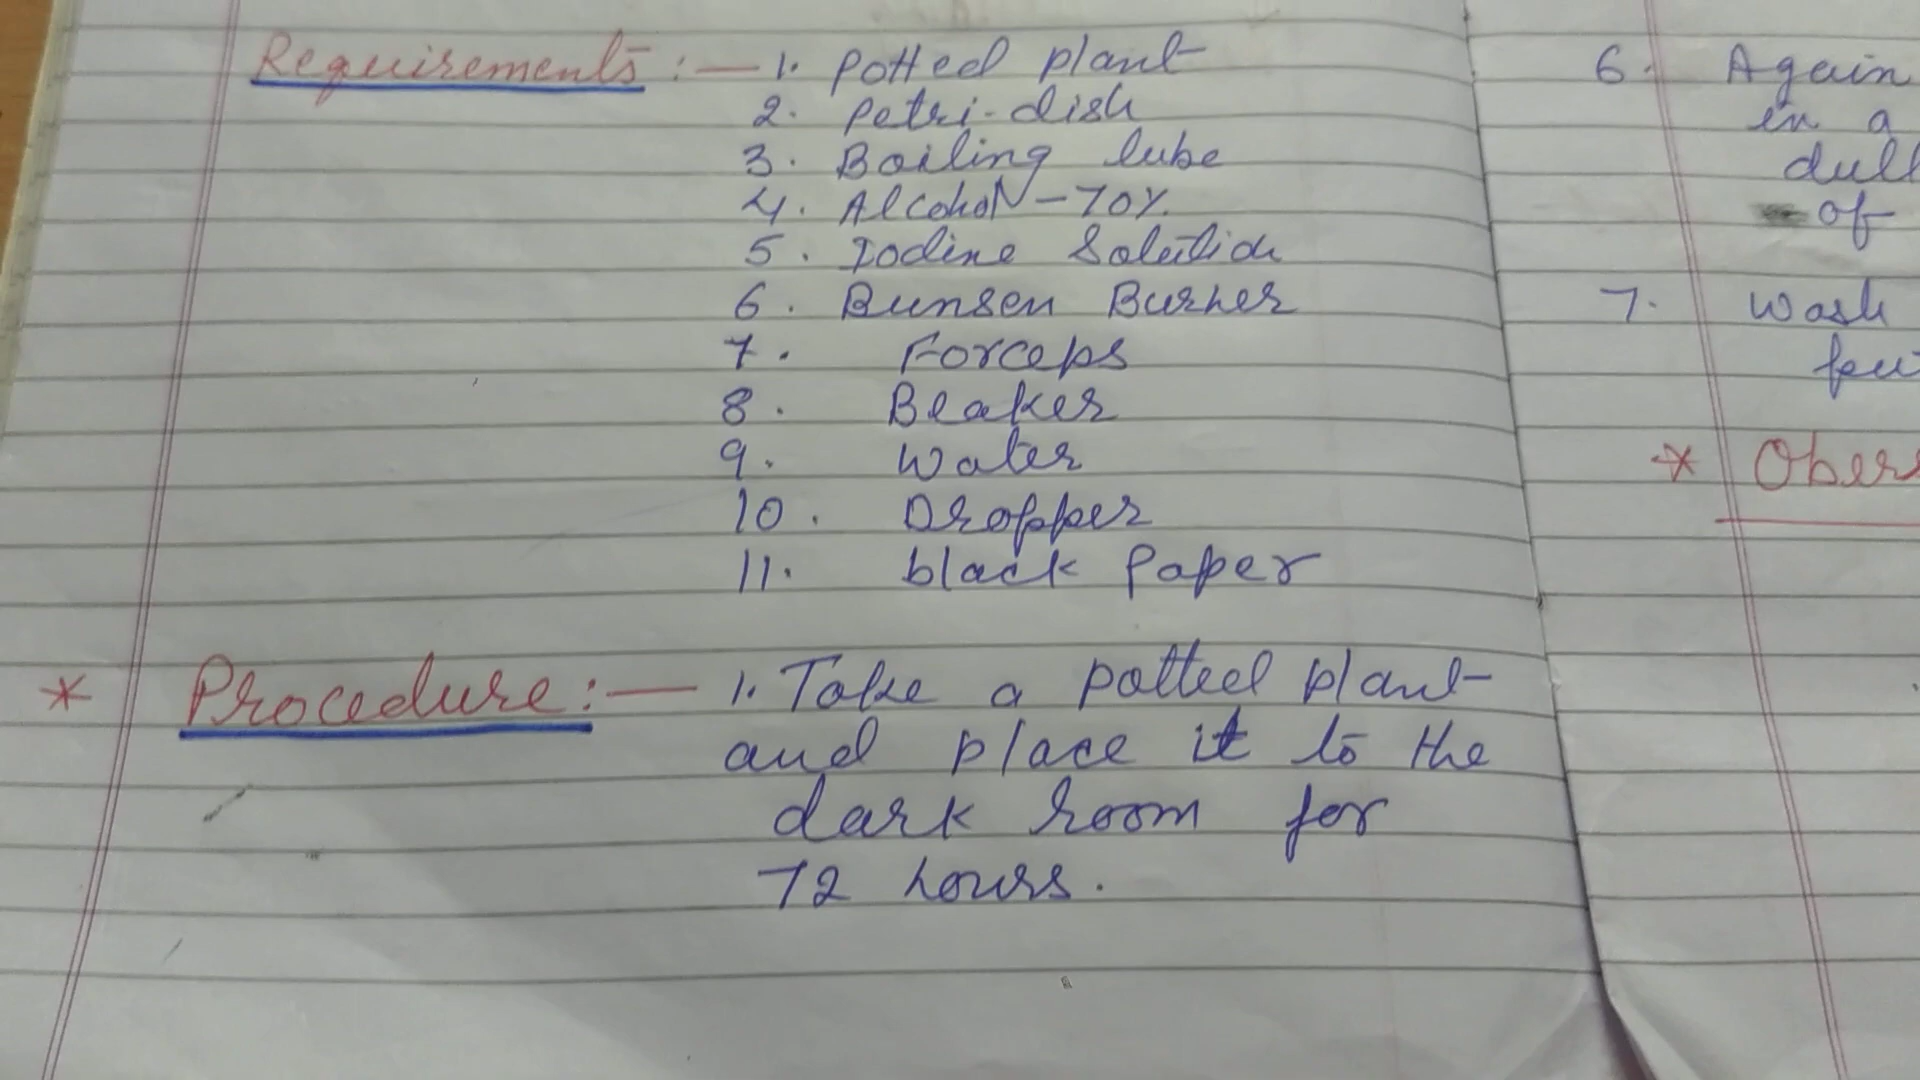 Requirements :— 1. Potted plant
2. Petri-dish
3. Boiling tube
4. Alcohol – 70%
5. Iodine Solution
6. Bunsen Burner
7. Forceps
8. Beaker
9. Water
10. Dropper
11. black Paper
* Procedure :— 1. Take a potted plant
and place it to the
dark room for
72 hours.
6. Again
in a
dull
of
7. Wash
* Obers